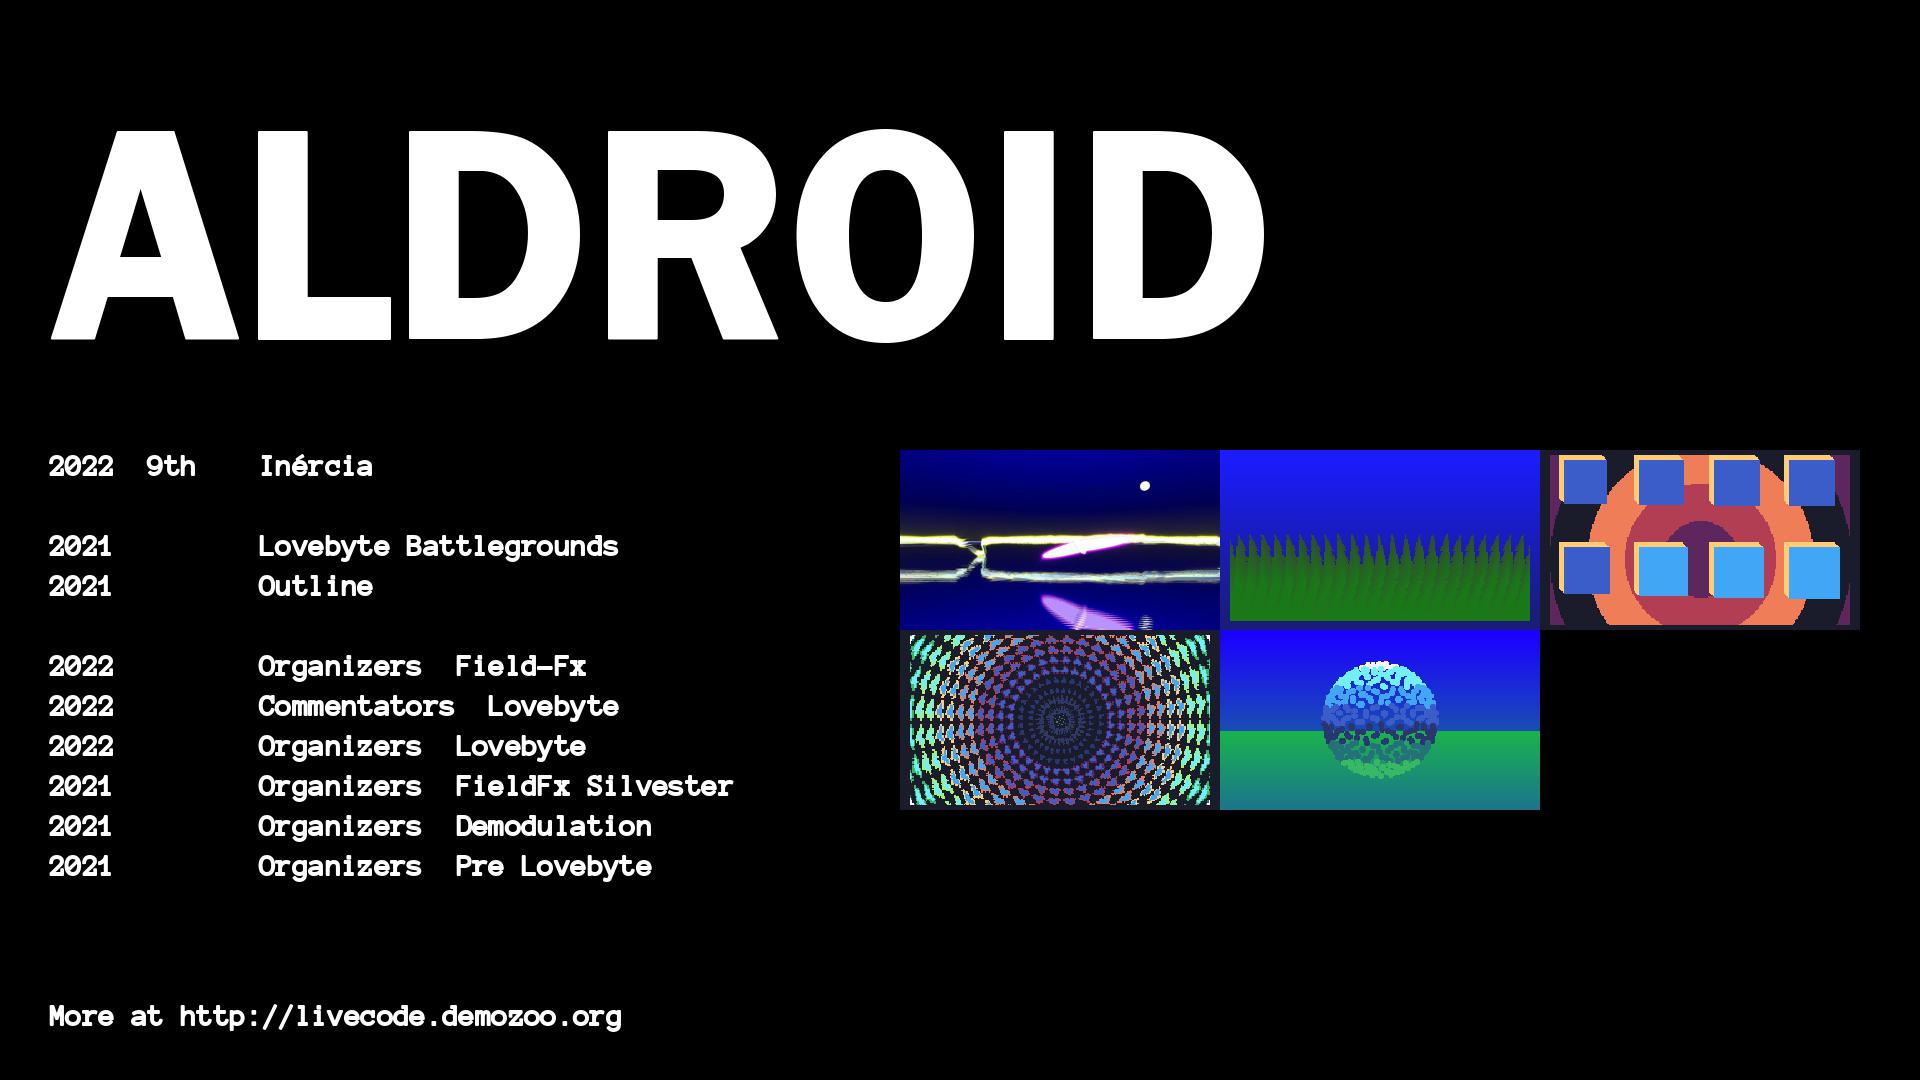 ALDROID
2022 9th Inércia
2021 Lovebyte Battlegrounds
2021 Outline
2022 Organizers Field-Fx
2022 Commentators Lovebyte
2022 Organizers Lovebyte
2021 Organizers FieldFx Silvester
2021 Organizers Demodulation
2021 Organizers Pre Lovebyte
More at http://livecode.demozoo.org